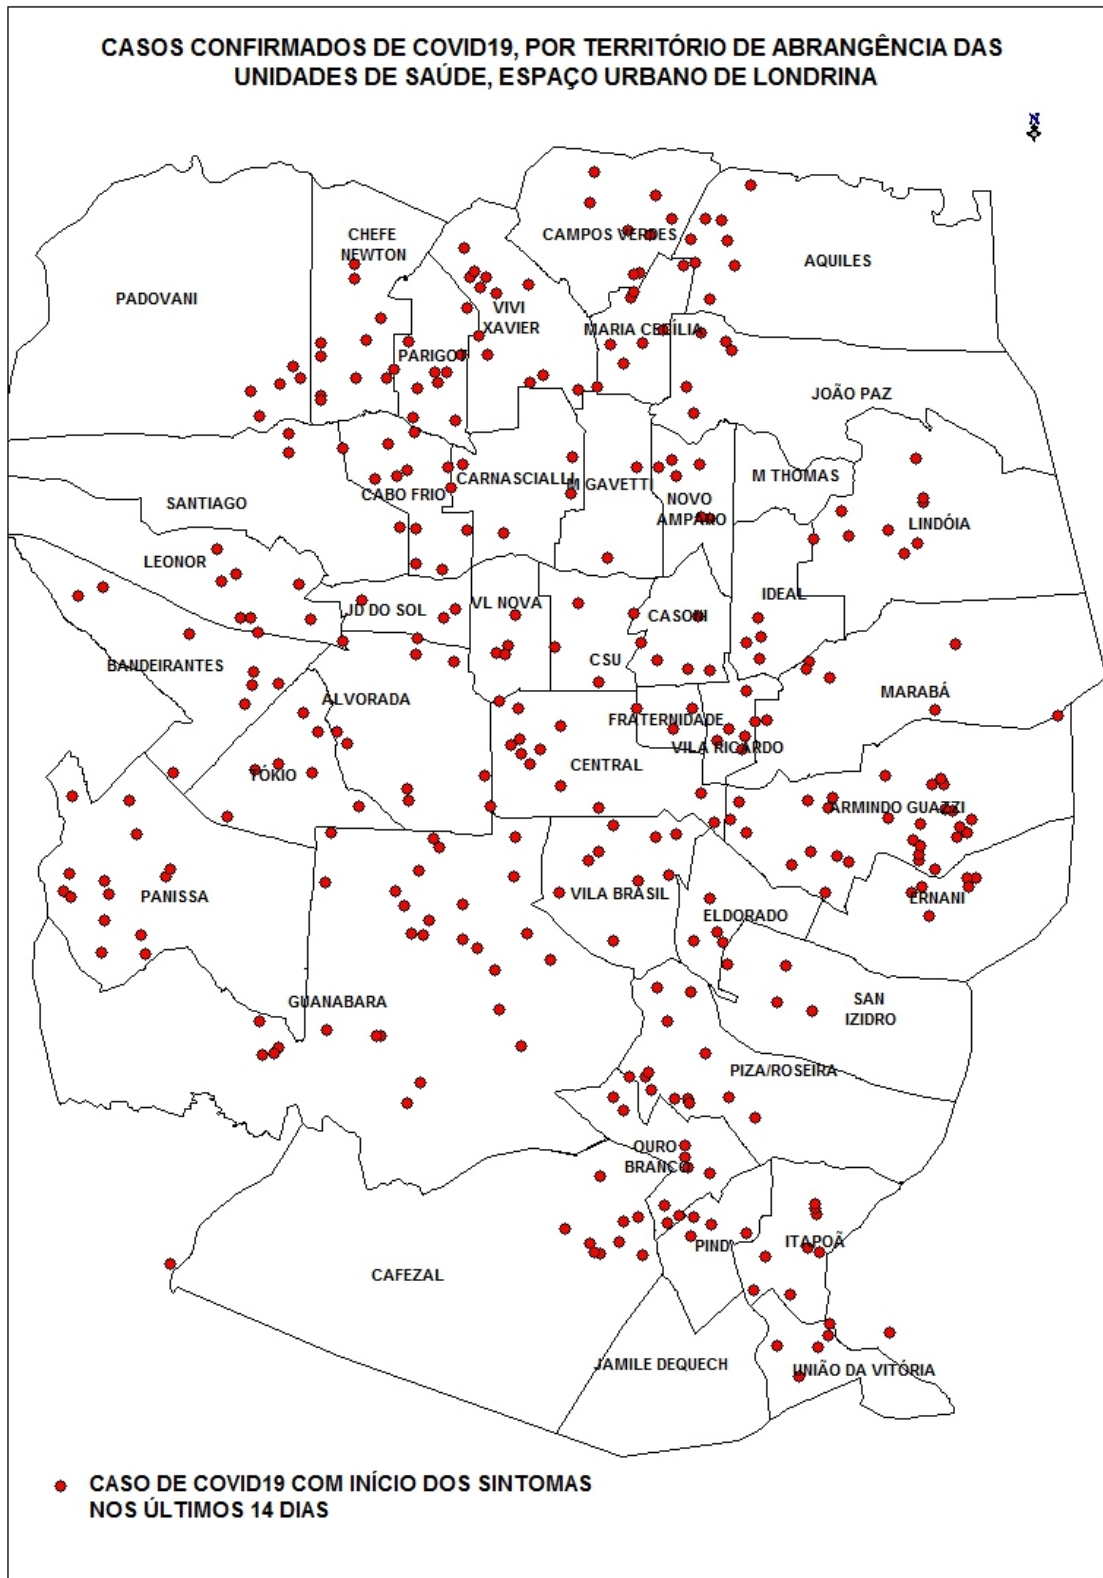 CASOS CONFIRMADOS DE COVID19, POR TERRITÓRIO DE ABRANGÊNCIA DAS
UNIDADES DE SAÚDE, ESPAÇO URBANO DE LONDRINA
N
CHEFE
NEWTON
CAMPOS VERDES
AQUILES
PADOVANI
VIVI
XAVIER
MARIA CECÍLIA
PARIGOT
JOÃO PAZ
SANTIAGO
CABO FRIO
CARNASCIALLI
M GAVETTI
NOVO
AMPARO
M THOMAS
LINDÓIA
LEONOR
JD DO SOL
VL NOVA
CASONI
IDEAL
BANDEIRANTES
CSU
ALVORADA
MARABÁ
FRATERNIDADE
VILA RICARDO
TÓKIO
CENTRAL
ARMINDO GUAZZI
PANISSA
VILA BRASIL
ERNANI
ELDORADO
GUANABARA
SAN
IZIDRO
PIZA/ROSEIRA
OURO
BRANCO
PIND
ITAPOÃ
CAFEZAL
JAMILE DEQUECH
UNIÃO DA VITÓRIA
CASO DE COVID19 COM INÍCIO DOS SINTOMAS
NOS ÚLTIMOS 14 DIAS